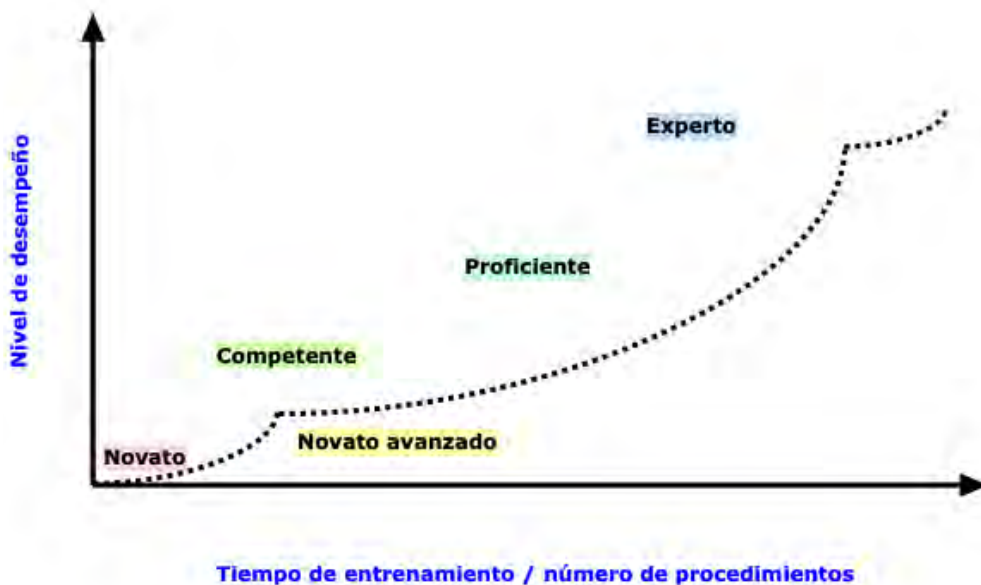 Experto
Proficiente
Competente
Novato avanzado
Novato
Nivel de desempeño
Tiempo de entrenamiento / número de procedimientos